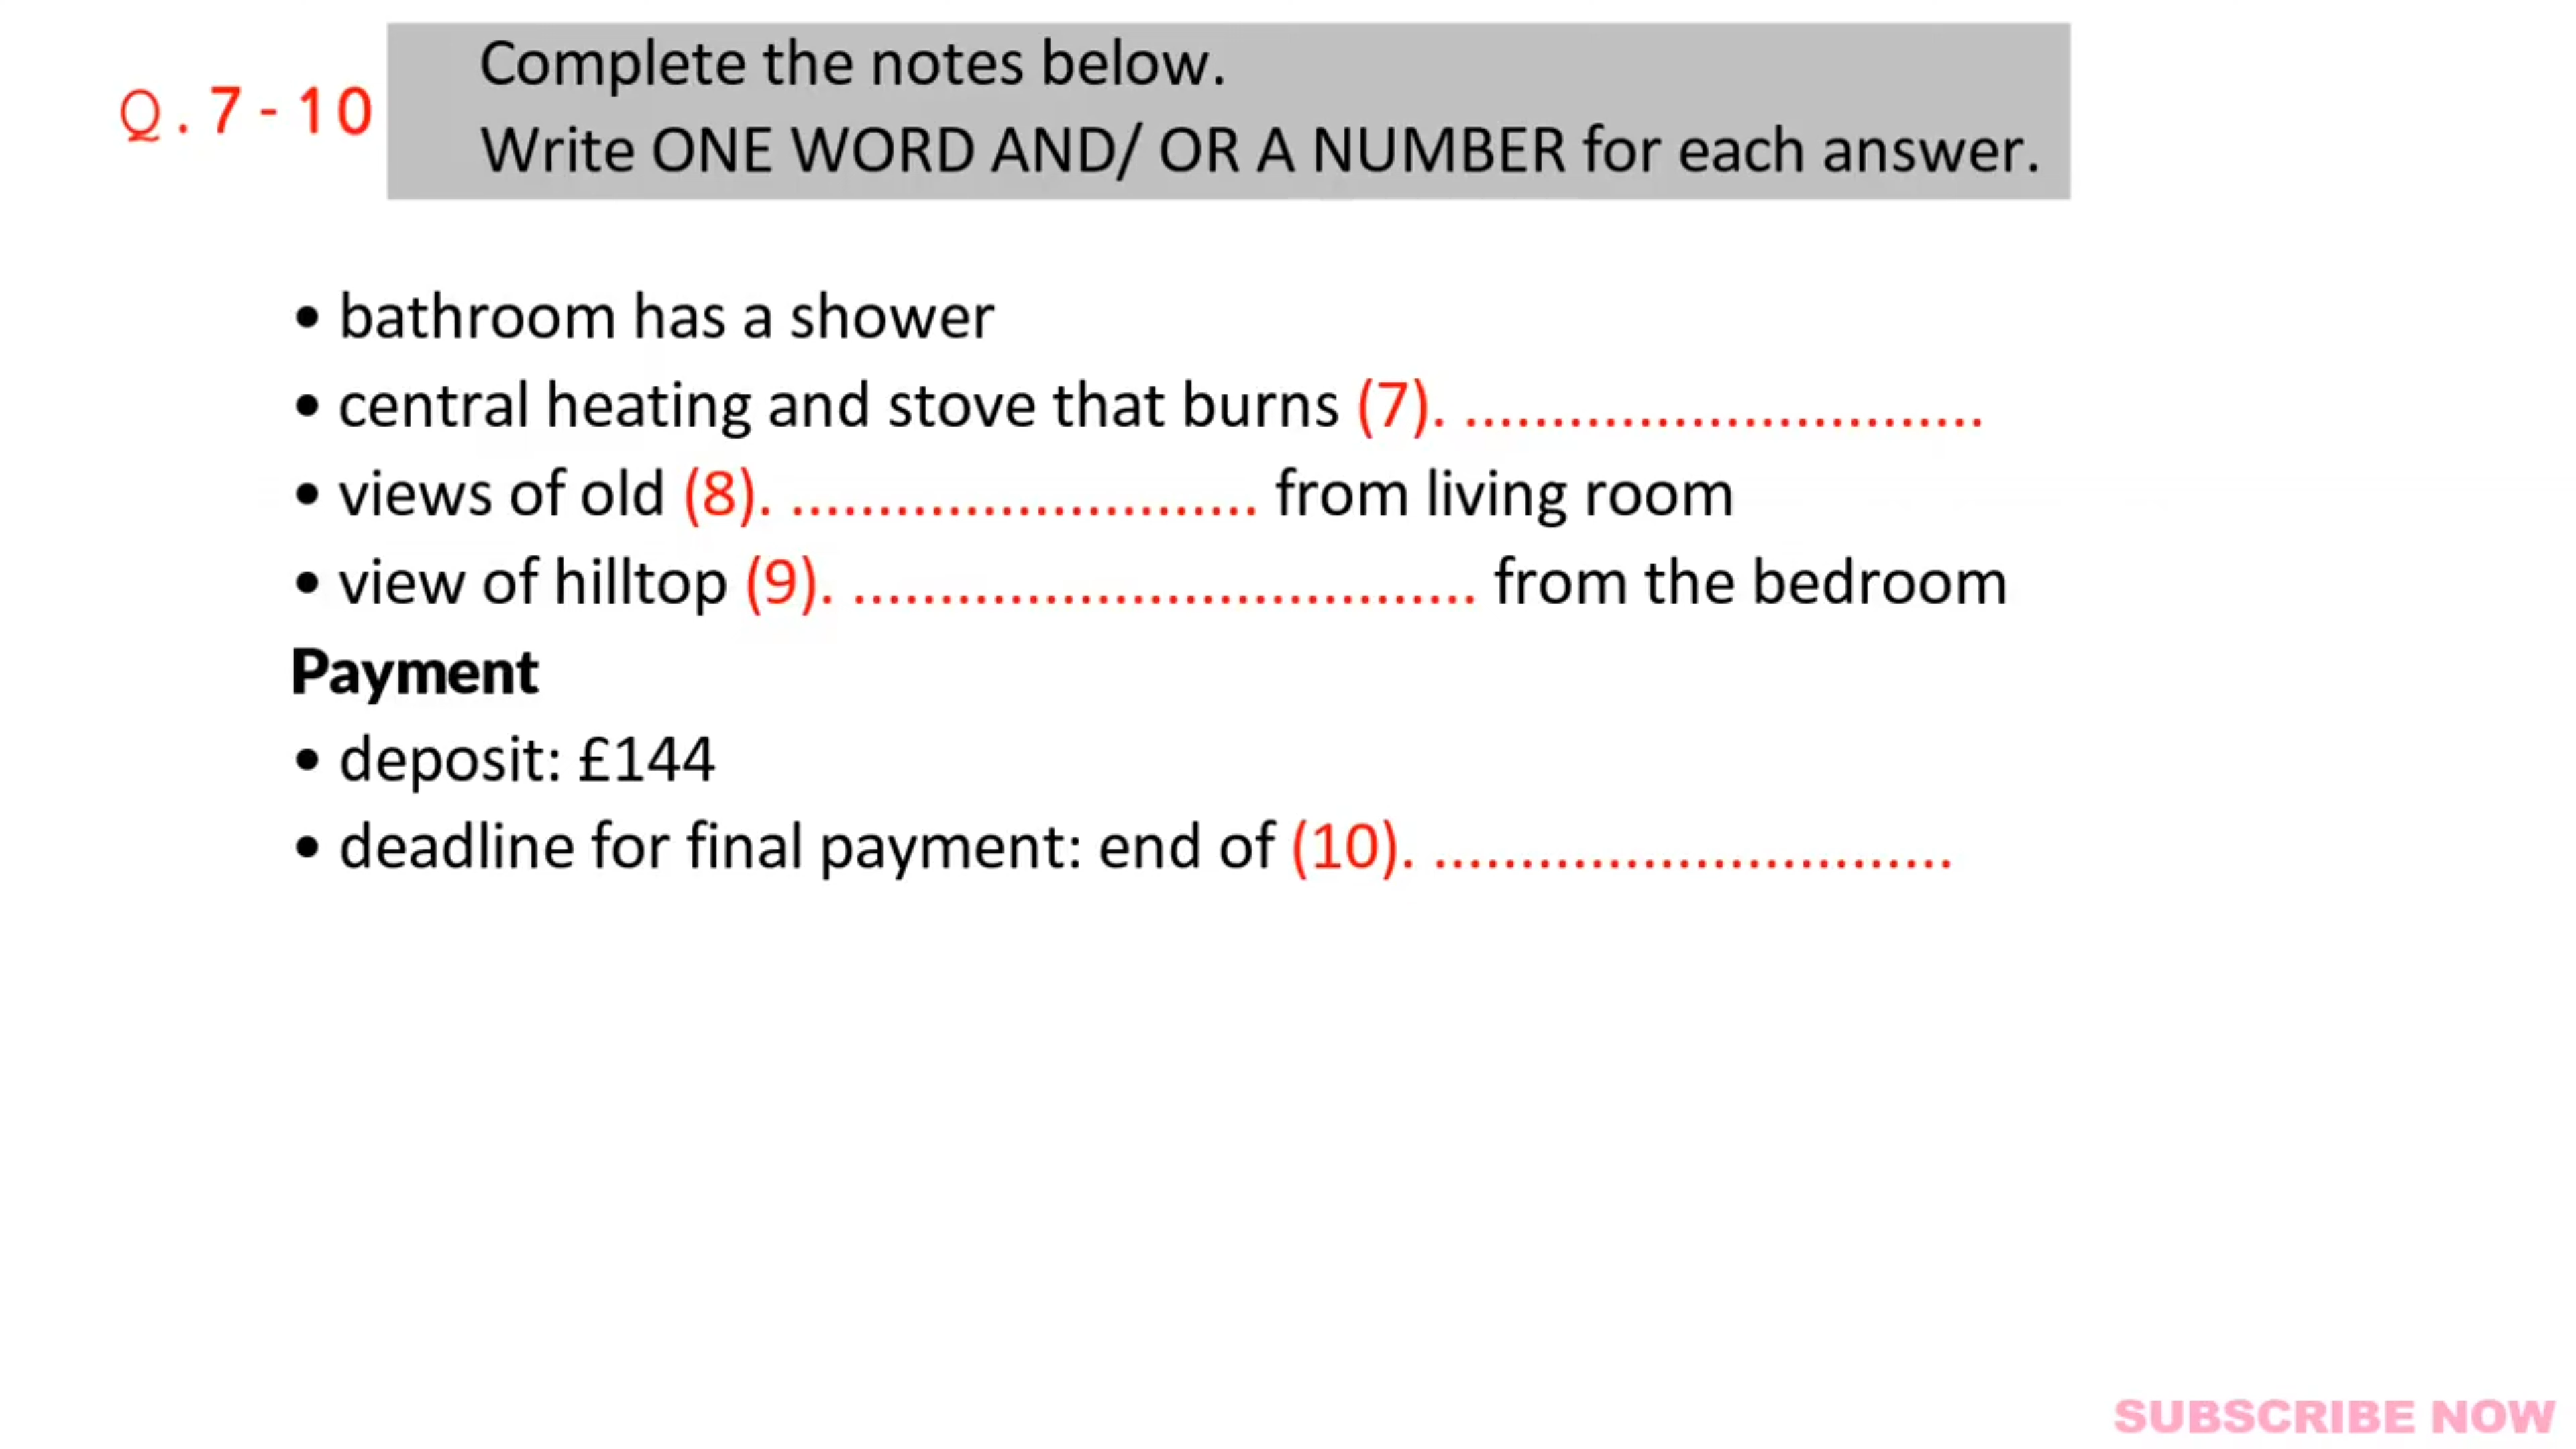 Q.7-10
Complete the notes below.
Write ONE WORD AND/ OR A NUMBER for each answer.
• bathroom has a shower
• central heating and stove that burns (7). ..............................
• views of old (8). ........................... from living room
• view of hilltop (9). .................................... from the bedroom
Payment
• deposit: £144
• deadline for final payment: end of (10). ..............................
SUBSCRIBE NOW